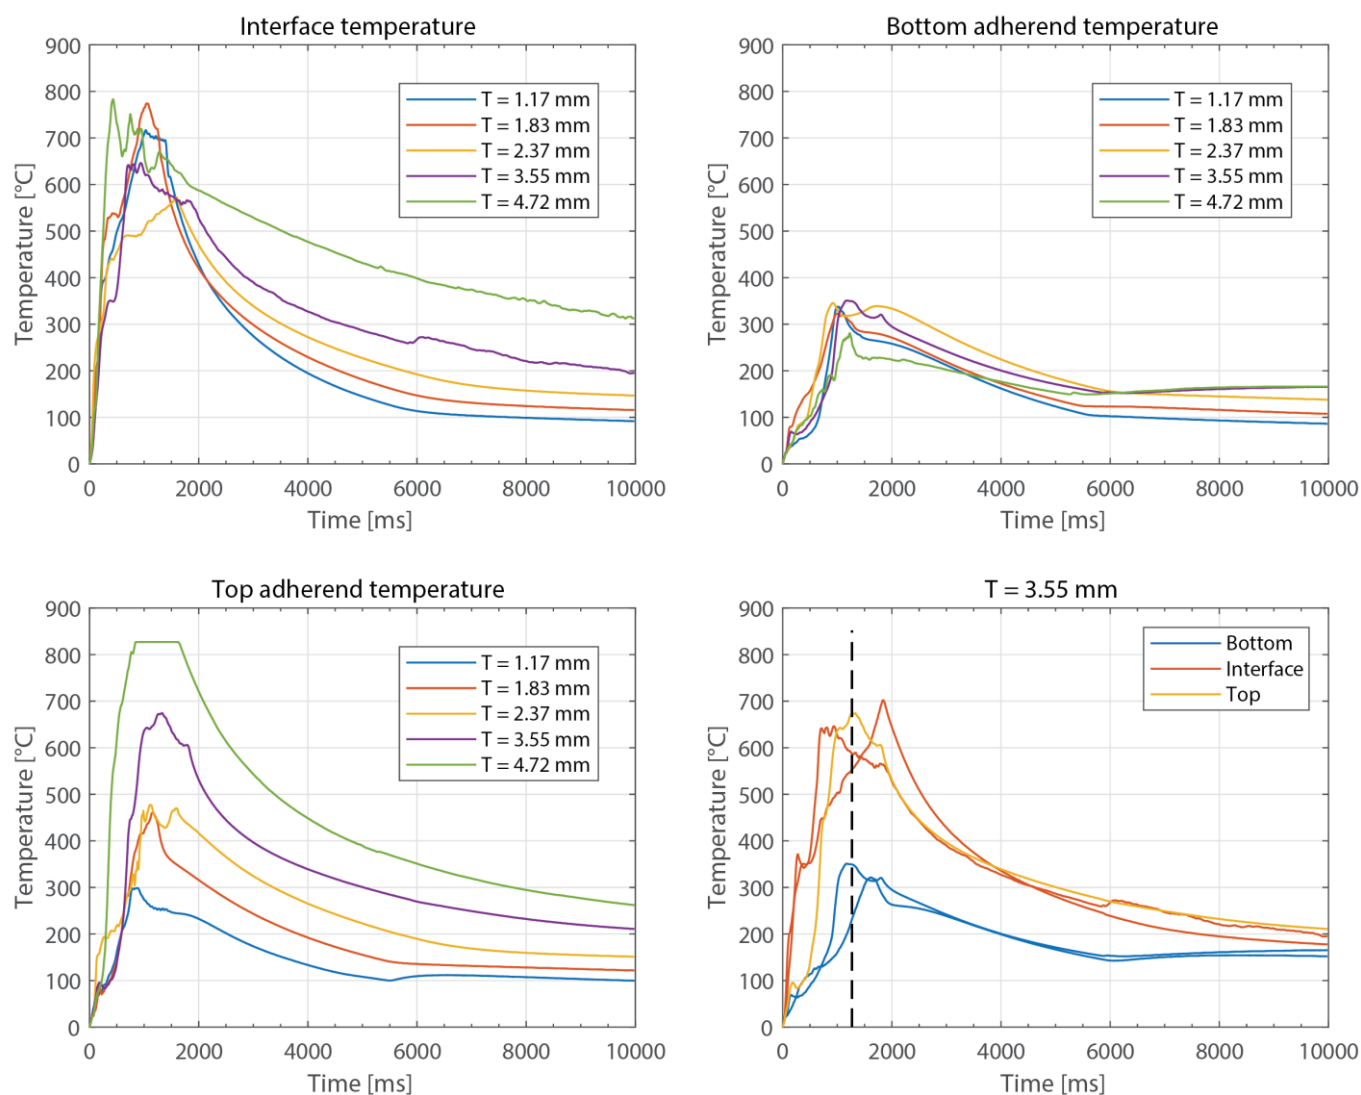 Interface temperature
900
800
700
600
500
400
300
200
100
0
Temperature [°C]
T = 1.17 mm
T = 1.83 mm
T = 2.37 mm
T = 3.55 mm
T = 4.72 mm
0 2000 4000 6000 8000 10000
Time [ms]
Bottom adherend temperature
900
800
700
600
500
400
300
200
100
0
Temperature [°C]
T = 1.17 mm
T = 1.83 mm
T = 2.37 mm
T = 3.55 mm
T = 4.72 mm
0 2000 4000 6000 8000 10000
Time [ms]
Top adherend temperature
900
800
700
600
500
400
300
200
100
0
Temperature [°C]
T = 1.17 mm
T = 1.83 mm
T = 2.37 mm
T = 3.55 mm
T = 4.72 mm
0 2000 4000 6000 8000 10000
Time [ms]
T = 3.55 mm
900
800
700
600
500
400
300
200
100
0
Temperature [°C]
Bottom
Interface
Top
0 2000 4000 6000 8000 10000
Time [ms]